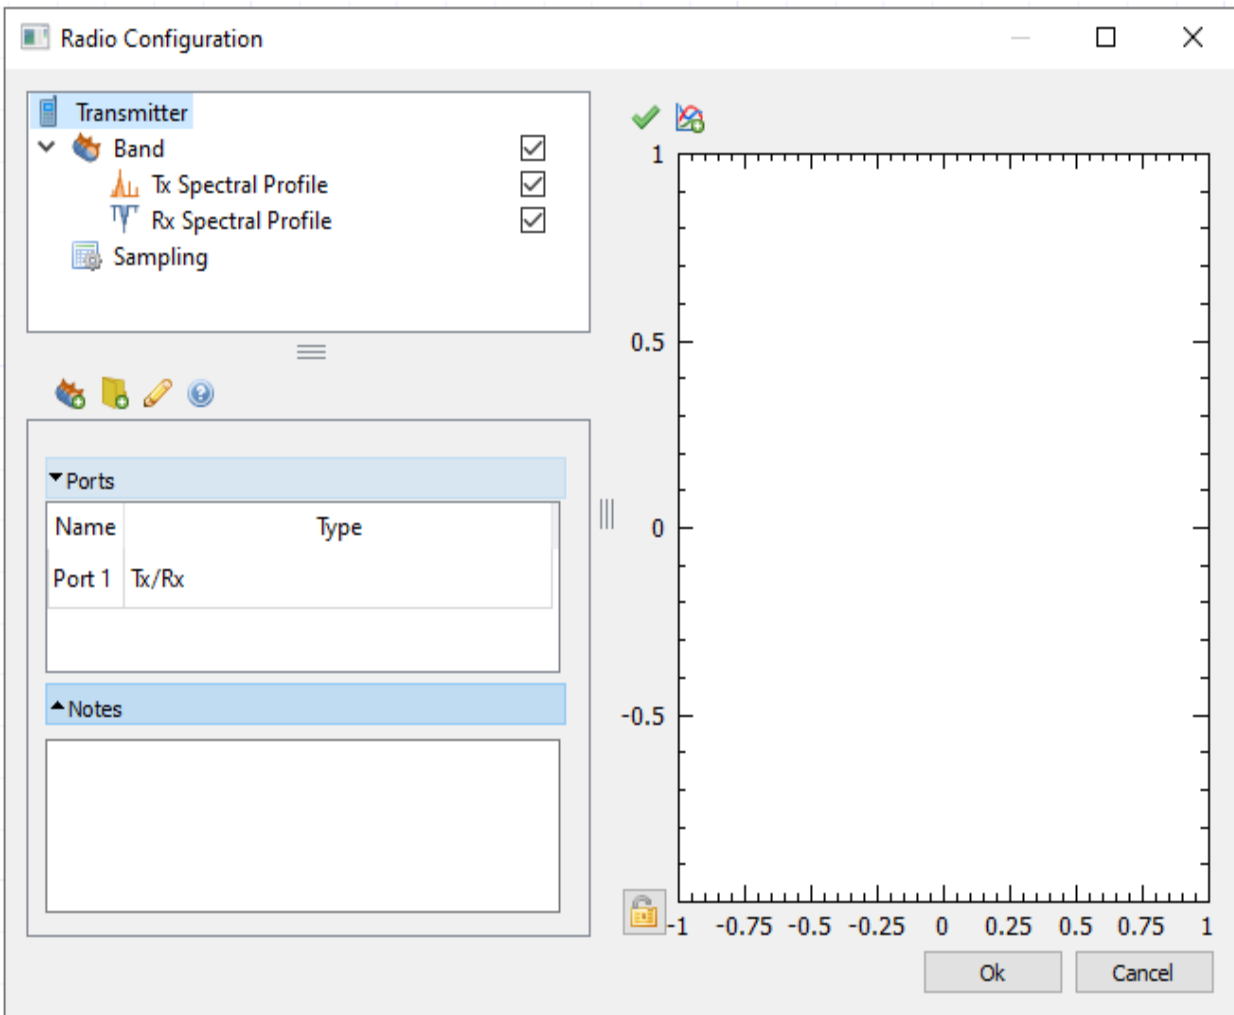 Radio Configuration
Transmitter
Band
Tx Spectral Profile
Rx Spectral Profile
Sampling
Ports
Name Type
Port 1 Tx/Rx
Notes
1
0.5
0
-0.5
-1 -0.75 -0.5 -0.25 0 0.25 0.5 0.75 1
Ok Cancel